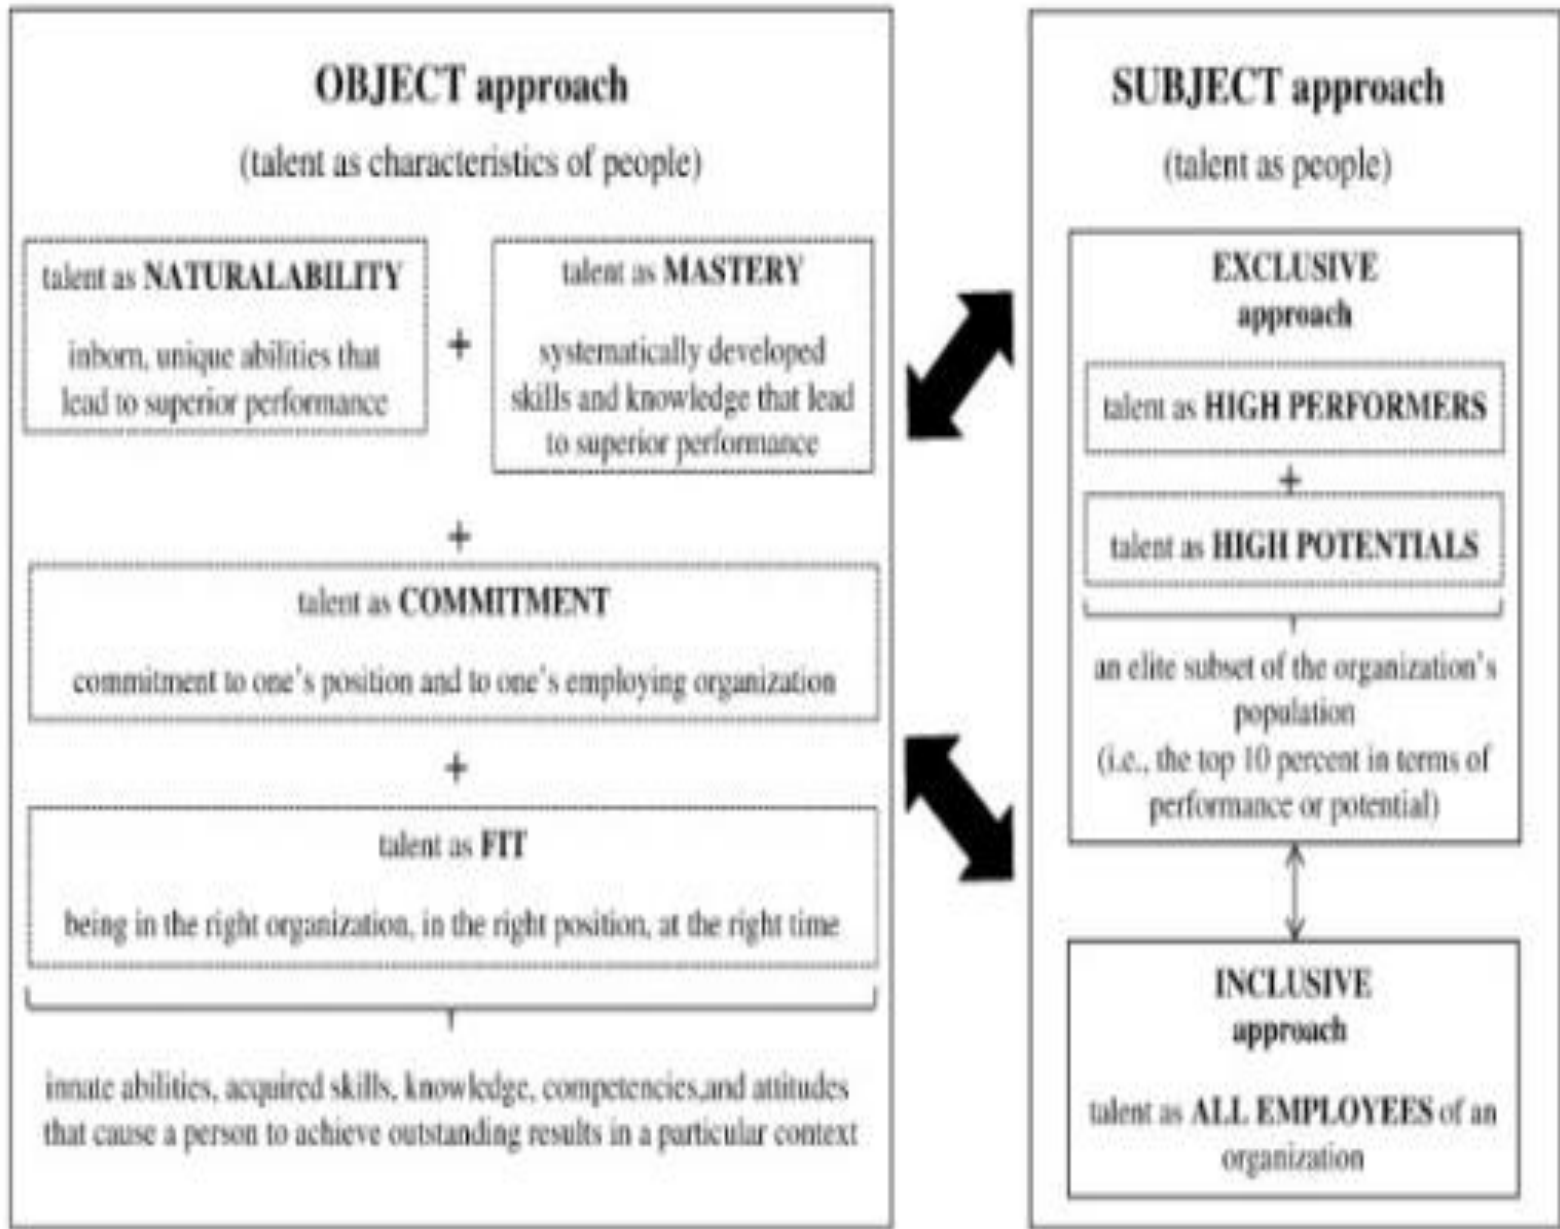 OBJECT approach
(talent as characteristics of people)
talent as NATURALABILITY
inborn, unique abilities that
lead to superior performance
+
talent as MASTERY
systematically developed
skills and knowledge that lead
to superior performance
+
talent as COMMITMENT
commitment to one's position and to one's employing organization
+
talent as FIT
being in the right organization, in the right position, at the right time
innate abilities, acquired skills, knowledge, competencies,and attitudes
that cause a person to achieve outstanding results in a particular context
SUBJECT approach
(talent as people)
EXCLUSIVE
approach
talent as HIGH PERFORMERS
+
talent as HIGH POTENTIALS
an elite subset of the organization's
population
(i.e., the top 10 percent in terms of
performance or potential)
INCLUSIVE
approach
talent as ALL EMPLOYEES of an
organization